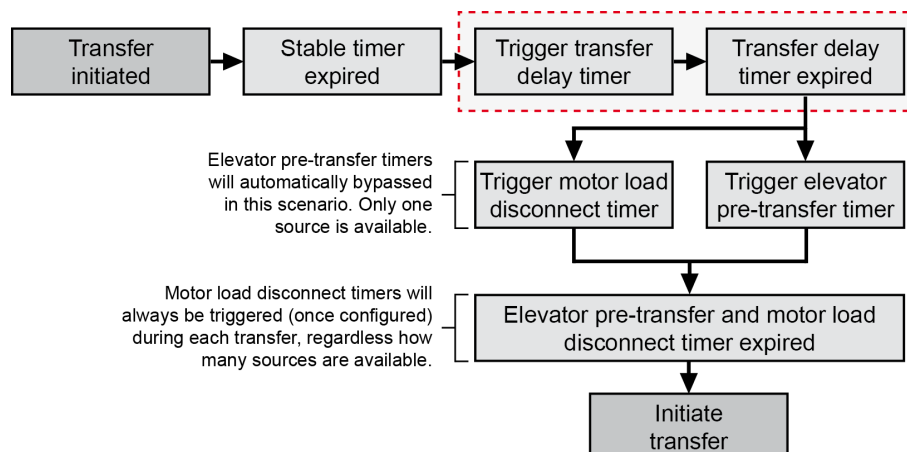 Transfer
initiated
Stable timer
expired
Trigger transfer
delay timer
Transfer delay
timer expired
Elevator pre-transfer timers
will automatically bypassed
in this scenario. Only one
source is available.
Trigger motor load
disconnect timer
Trigger elevator
pre-transfer timer
Motor load disconnect timers will
always be triggered (once configured)
during each transfer, regardless how
many sources are available.
Elevator pre-transfer and motor load
disconnect timer expired
Initiate
transfer